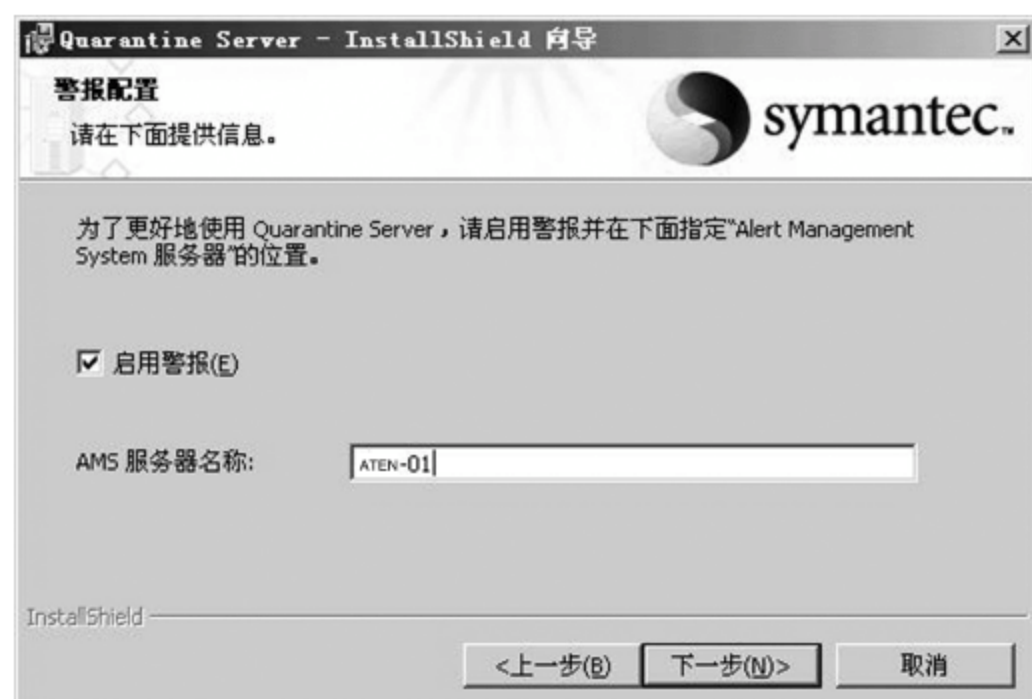 Quarantine Server - InstallShield 向导
警报配置
请在下面提供信息。
symantec.™
为了更好地使用 Quarantine Server，请启用警报并在下面指定“Alert Management
System 服务器”的位置。
启用警报(E)
AMS 服务器名称:
ATEN-01
InstallShield
<上一步(B)
下一步(N)>
取消